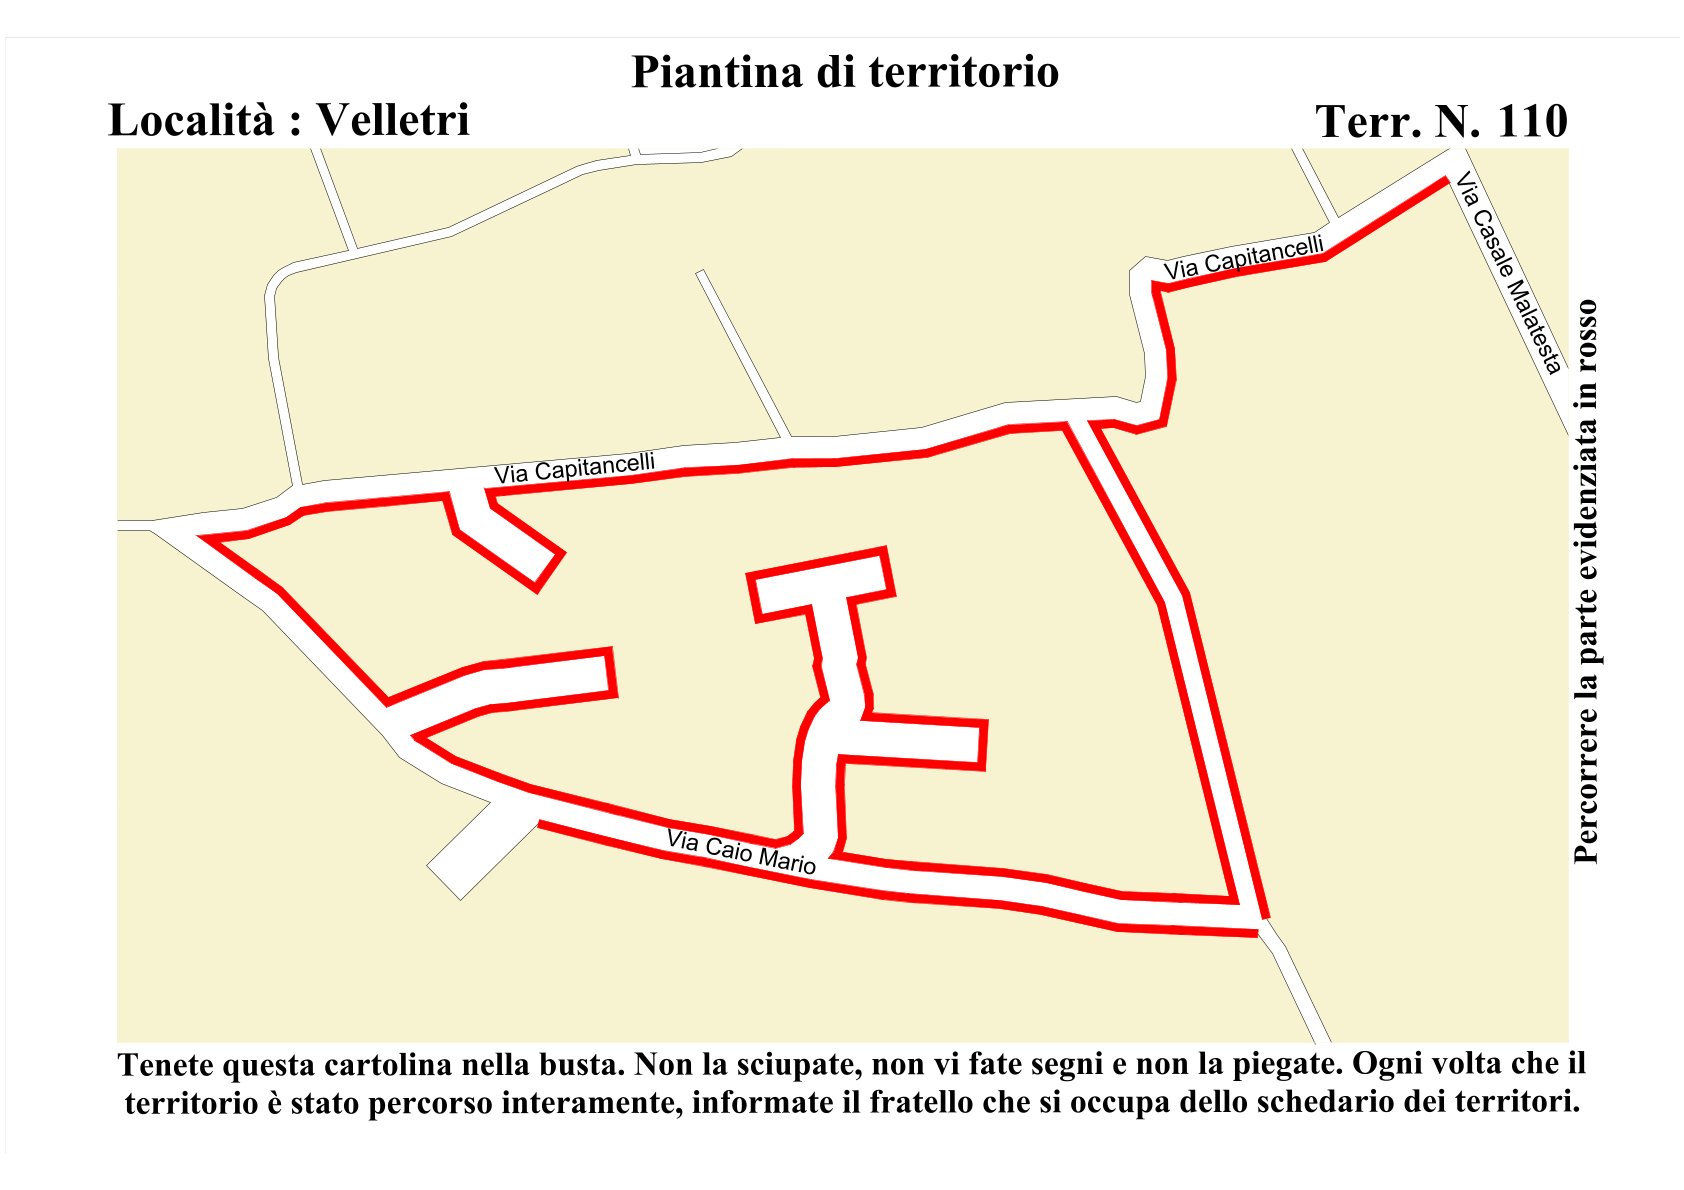 Piantina di territorio
Località : Velletri
Terr. N. 110
Via Casale Malatesta
Via Capitancelli
Via Capitancelli
Via Caio Mario
Percorrere la parte evidenziata in rosso
Tenete questa cartolina nella busta. Non la sciupate, non vi fate segni e non la piegate. Ogni volta che il
territorio è stato percorso interamente, informate il fratello che si occupa dello schedario dei territori.